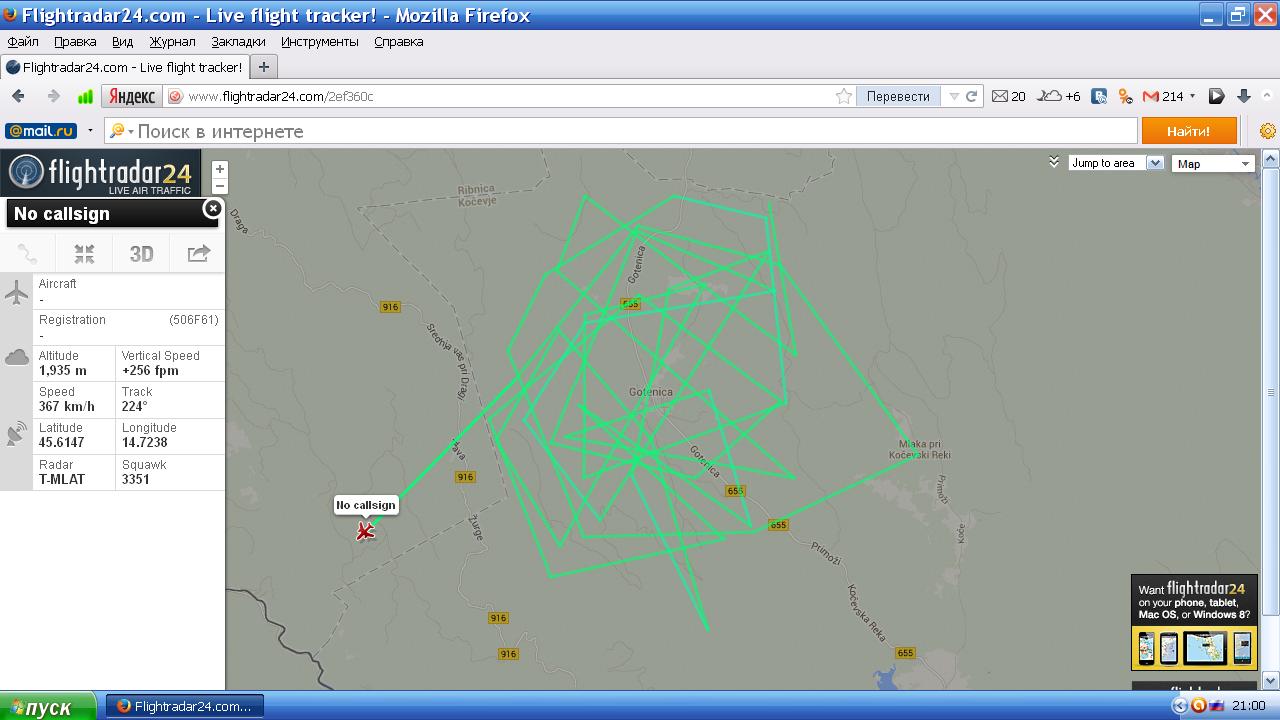 Flightradar24.com - Live flight tracker! - Mozilla Firefox
Файл Правка Вид Журнал Закладки Инструменты Справка
Flightradar24.com - Live flight tracker! +
Яндекс www.flightradar24.com/2ef360c Перевести 20 +6 214
@mail.ru Поиск в интернете Найти!
flightradar24
LIVE AIR TRAFFIC
+
−
Jump to area
Map
No callsign
3D
Aircraft
-
Registration (506F61)
-
Altitude Vertical Speed
1,935 m +256 fpm
Speed Track
367 km/h 224°
Latitude Longitude
45.6147 14.7238
Radar Squawk
T-MLAT 3351
Ribnica
Kočevje
Draga
Gotenica
916
655
Srednja vas pri Dragi
Gotenica
Mlaka pri
Kočevski Reki
Gotenica
916
655
Primoži
No callsign
Žurge
655
Koče
Primoži
Kočevska Reka
916
916
655
Want flightradar24
on your phone, tablet,
Mac OS, or Windows 8?
пуск
Flightradar24.com...
21:00